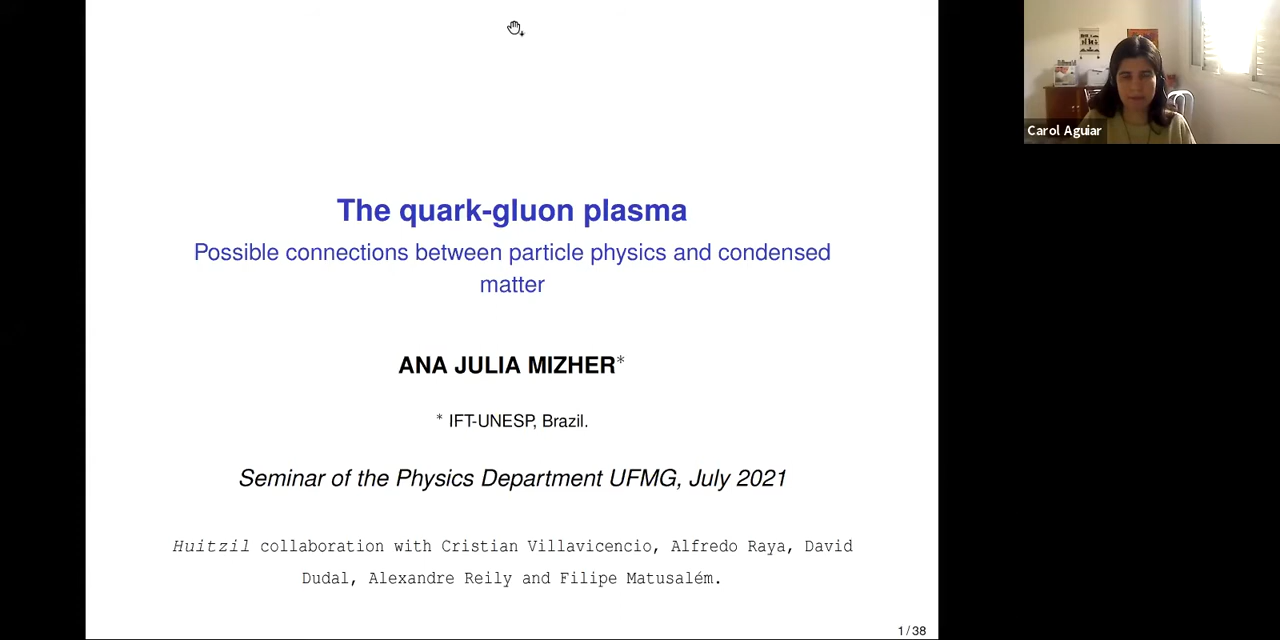 The quark-gluon plasma
Possible connections between particle physics and condensed
matter
ANA JULIA MIZHER*
* IFT-UNESP, Brazil.
Seminar of the Physics Department UFMG, July 2021
Huitzil collaboration with Cristian Villavicencio, Alfredo Raya, David
Dudal, Alexandre Reily and Filipe Matusalém.
1 / 38
Carol Aguiar